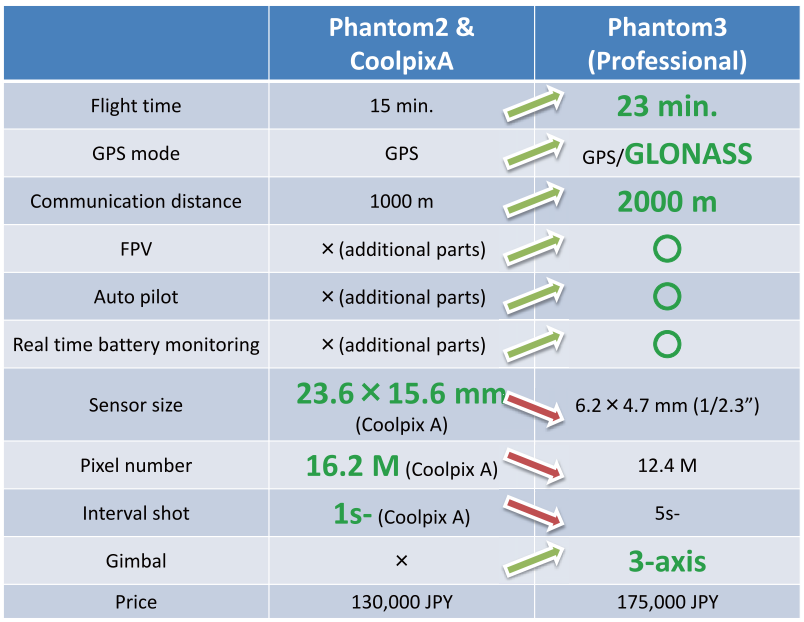 Phantom2 &
CoolpixA
Phantom3
(Professional)
Flight time
15 min.
23 min.
GPS mode
GPS
GPS/GLONASS
Communication distance
1000 m
2000 m
FPV
×(additional parts)
○
Auto pilot
×(additional parts)
○
Real time battery monitoring
×(additional parts)
○
Sensor size
23.6×15.6 mm
(Coolpix A)
6.2×4.7 mm (1/2.3”)
Pixel number
16.2 M (Coolpix A)
12.4 M
Interval shot
1s- (Coolpix A)
5s-
Gimbal
×
3-axis
Price
130,000 JPY
175,000 JPY